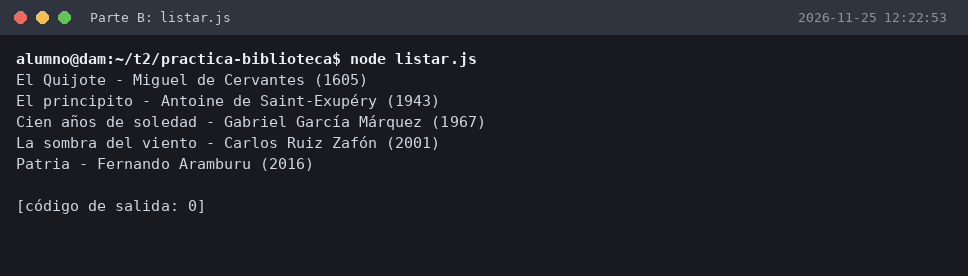 Parte B: listar.js
2026-11-25 12:22:53
alumno@dam:~/t2/practica-biblioteca$ node listar.js
El Quijote - Miguel de Cervantes (1605)
El principito - Antoine de Saint-Exupéry (1943)
Cien años de soledad - Gabriel García Márquez (1967)
La sombra del viento - Carlos Ruiz Zafón (2001)
Patria - Fernando Aramburu (2016)
[código de salida: 0]